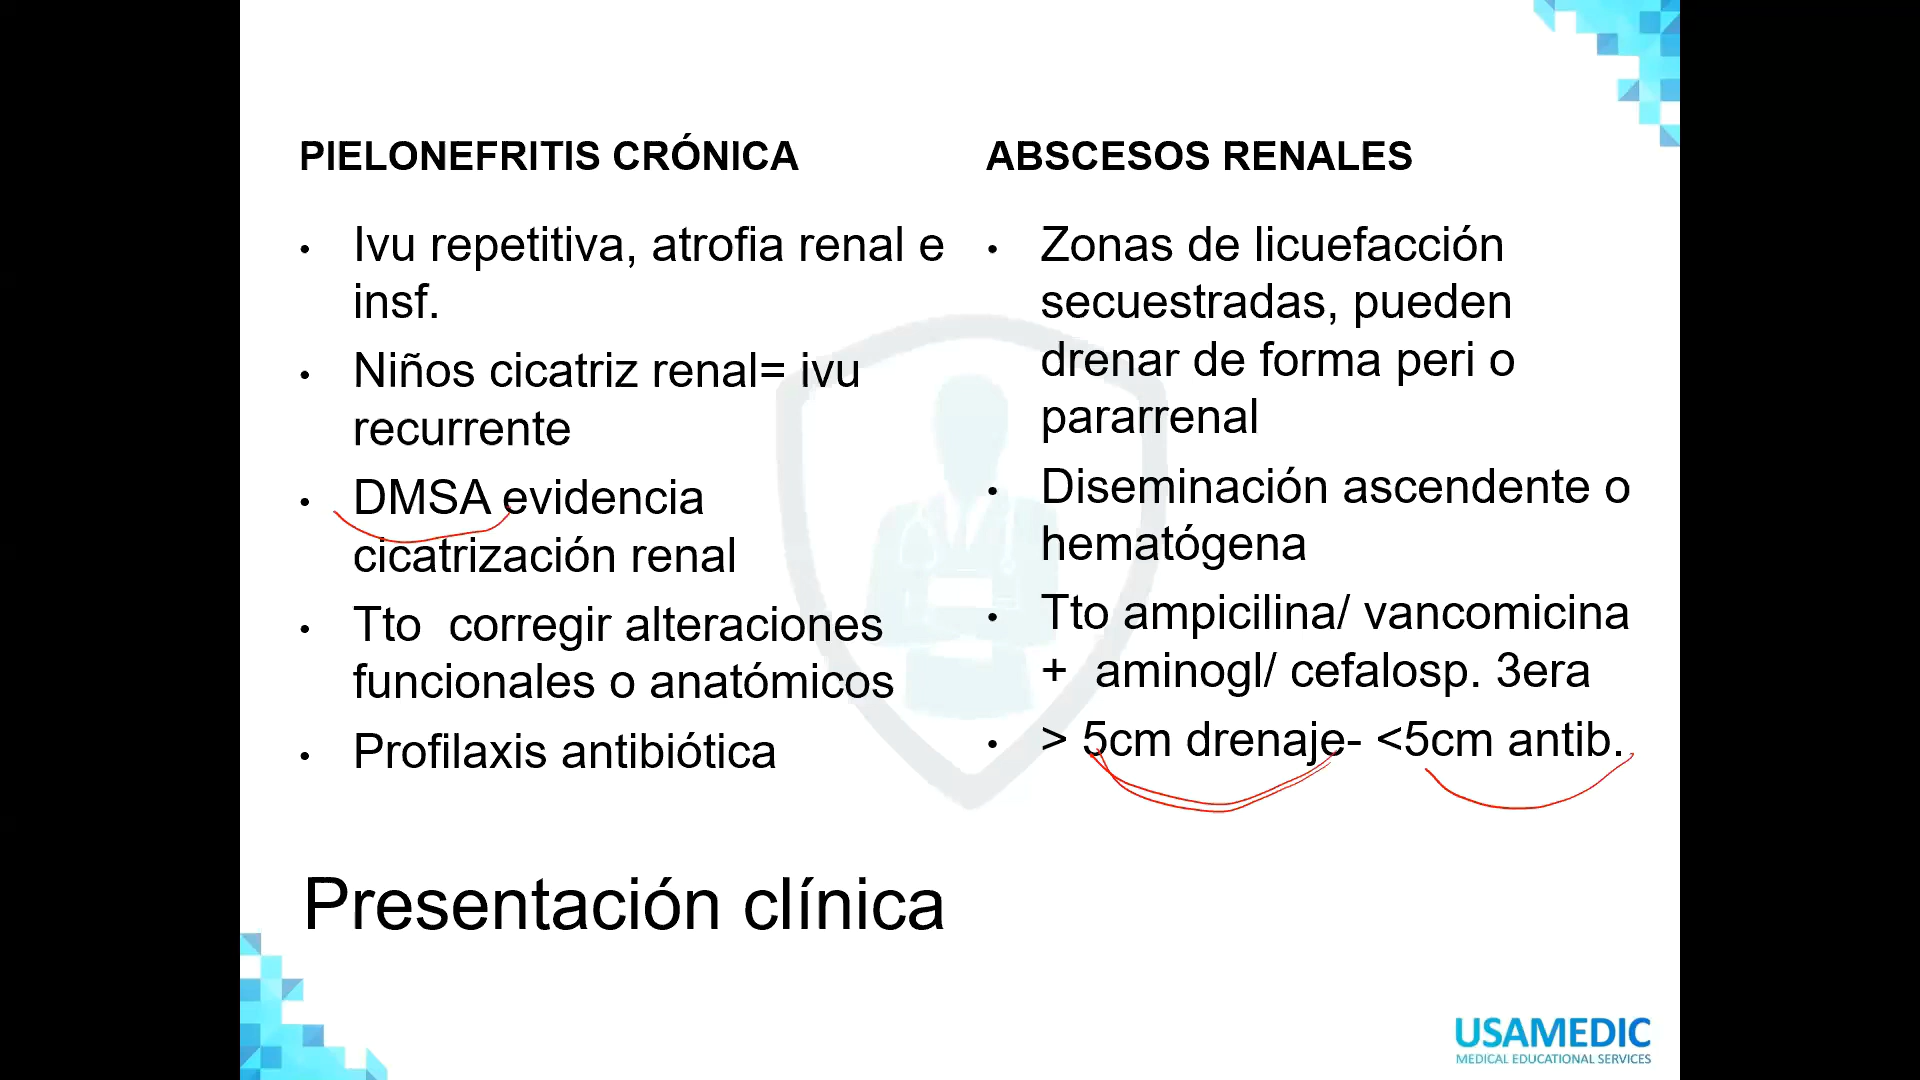 PIELONEFRITIS CRÓNICA
• Ivu repetitiva, atrofia renal e
insf.
• Niños cicatriz renal= ivu
recurrente
• DMSA evidencia
cicatrización renal
• Tto  corregir alteraciones
funcionales o anatómicos
• Profilaxis antibiótica
ABSCESOS RENALES
• Zonas de licuefacción
secuestradas, pueden
drenar de forma peri o
pararrenal
• Diseminación ascendente o
hematógena
• Tto ampicilina/ vancomicina
+  aminogl/ cefalosp. 3era
• > 5cm drenaje- <5cm antib.
Presentación clínica
USAMEDIC
MEDICAL EDUCATIONAL SERVICES